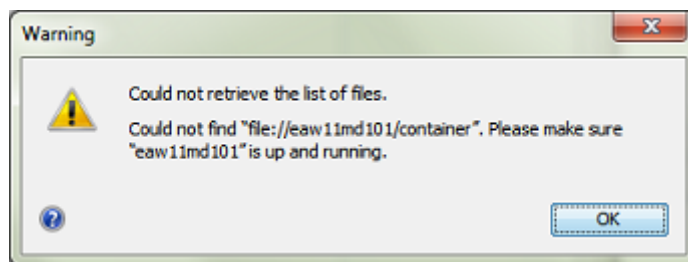 Warning
Could not retrieve the list of files.
Could not find "file://eaw11md101/container". Please make sure
"eaw11md101" is up and running.
OK